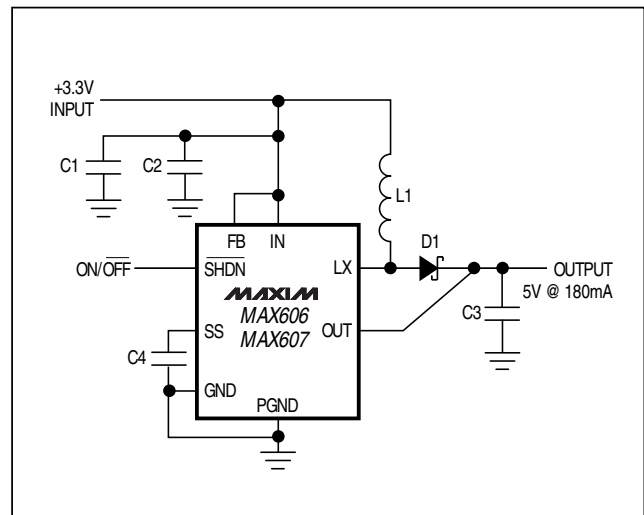 +3.3V
INPUT
C1
C2
L1
FB
IN
D1
ON/OFF
SHDN
LX
OUTPUT
5V @ 180mA
MAXIM
MAX606
MAX607
SS
OUT
C3
C4
GND
PGND